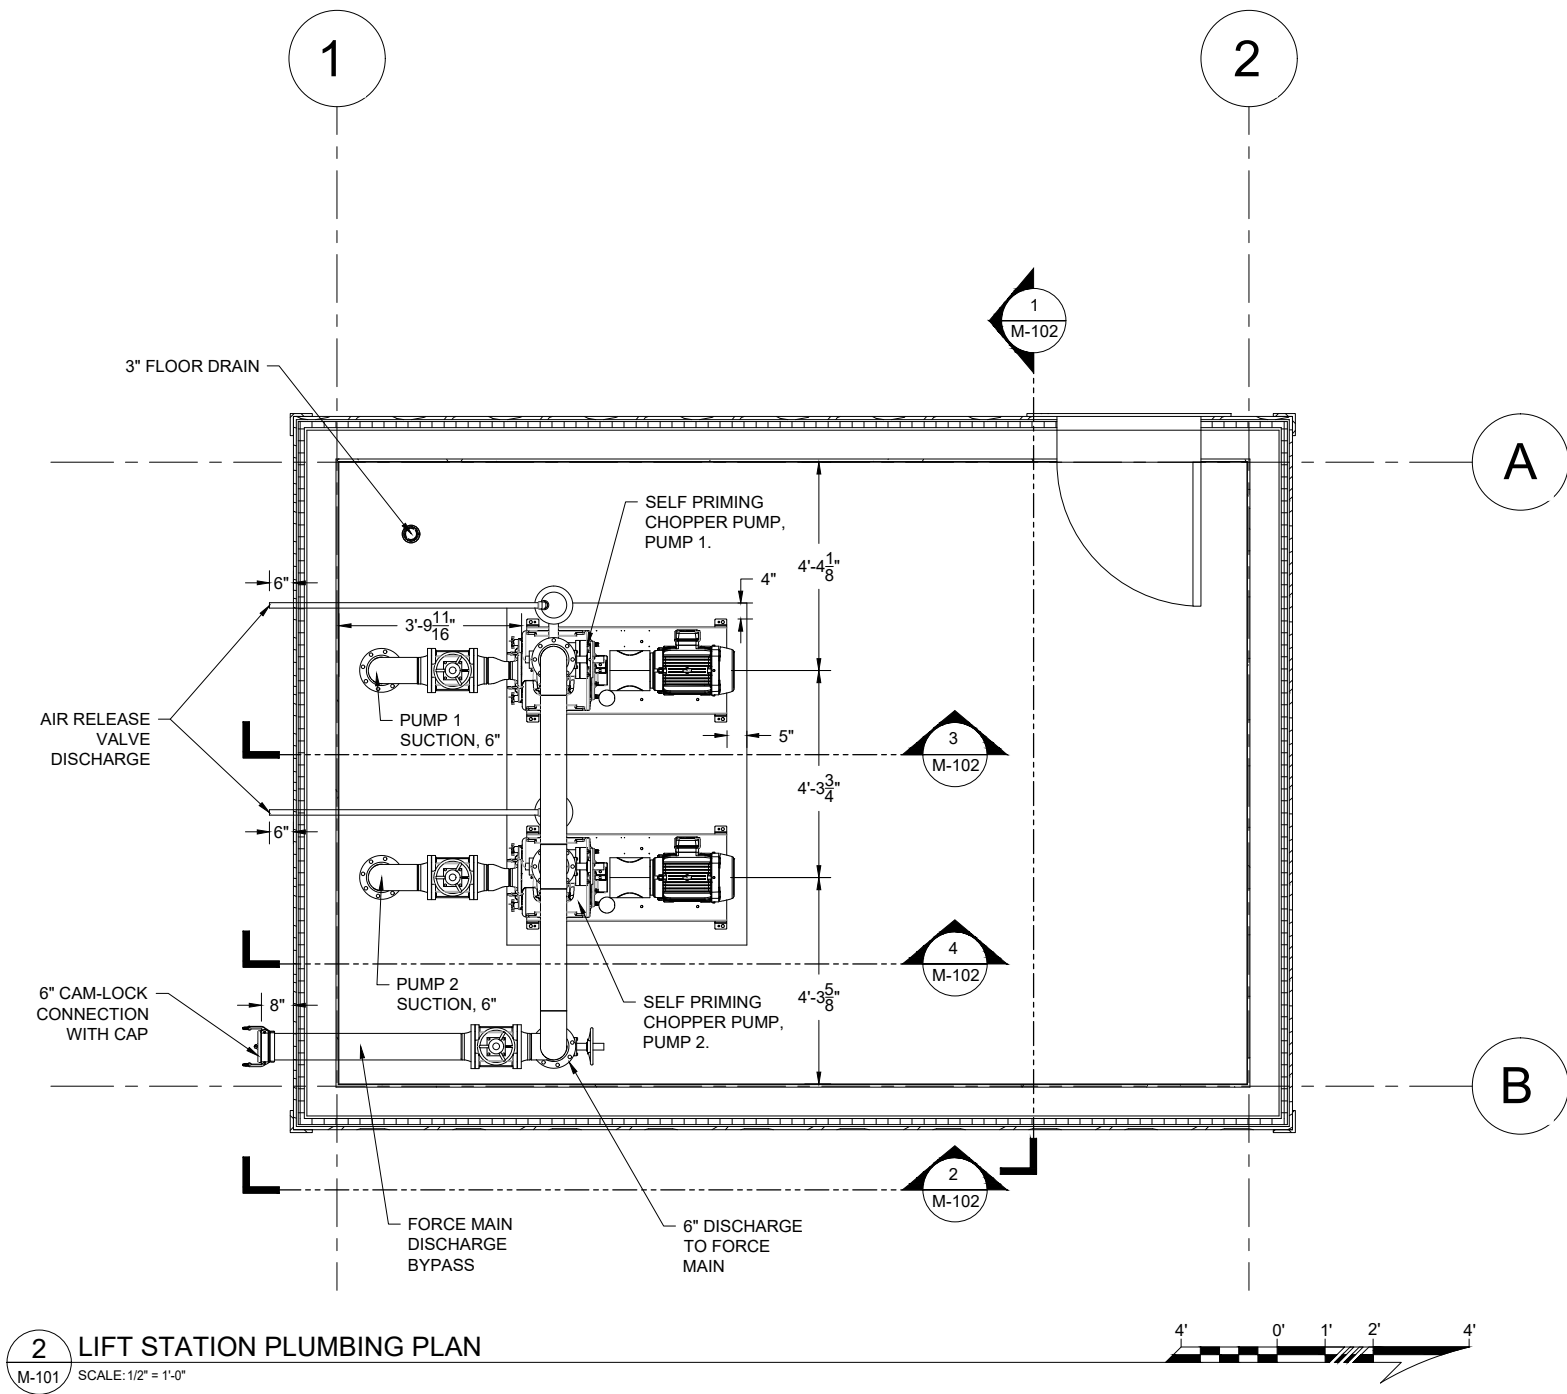 1
2
1
M-102
3" FLOOR DRAIN
A
SELF PRIMING
CHOPPER PUMP,
PUMP 1.
4'-4 1/8"
6"
4"
3'-9 11/16"
AIR RELEASE
VALVE
DISCHARGE
PUMP 1
SUCTION, 6"
5"
3
M-102
4'-3 3/4"
6"
4
M-102
PUMP 2
SUCTION, 6"
6" CAM-LOCK
CONNECTION
WITH CAP
8"
SELF PRIMING
CHOPPER PUMP,
PUMP 2.
4'-3 5/8"
B
2
M-102
FORCE MAIN
DISCHARGE
BYPASS
6" DISCHARGE
TO FORCE
MAIN
2
M-101
LIFT STATION PLUMBING PLAN
SCALE: 1/2" = 1'-0"
4' 0' 1' 2' 4'